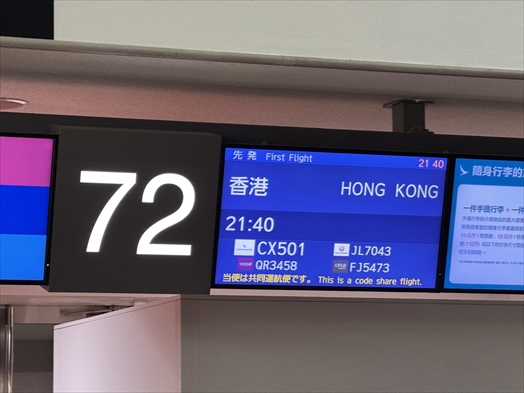 72
先発 First Flight 21 40
香港 HONG KONG
21:40
CX501 JL7043
QR3458 FJ5473
当便は共同運航便です。 This is a code share flight.
隨身行李的
一件手提行李